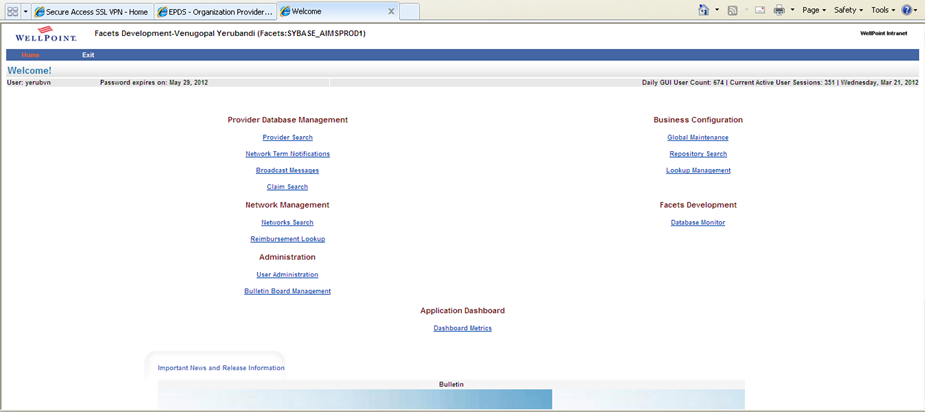 Secure Access SSL VPN - Home
EPDS - Organization Provider...
Welcome
Page
Safety
Tools
WELLPOINT.
Facets Development-Venugopal Yerubandi (Facets:SYBASE_AIMSPROD1)
WellPoint Intranet
Home
Exit
Welcome!
User: yerubvn
Password expires on: May 29, 2012
Daily GUI User Count: 674 | Current Active User Sessions: 351 | Wednesday, Mar 21, 2012
Provider Database Management
Provider Search
Network Term Notifications
Broadcast Messages
Claim Search
Network Management
Networks Search
Reimbursement Lookup
Administration
User Administration
Bulletin Board Management
Business Configuration
Global Maintenance
Repository Search
Lookup Management
Facets Development
Database Monitor
Application Dashboard
Dashboard Metrics
Important News and Release Information
Bulletin